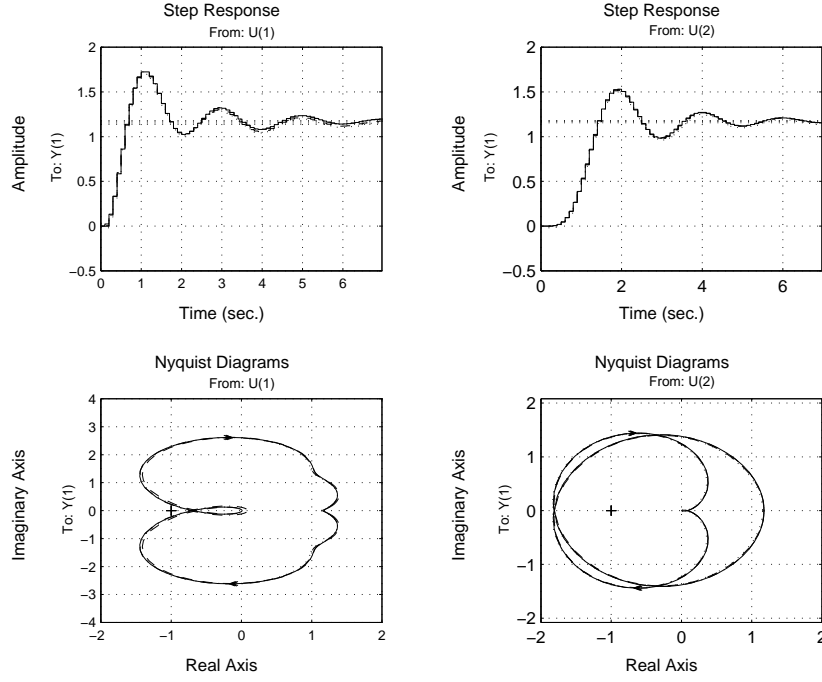 Step Response
From: U(1)
Amplitude
To: Y(1)
2
1.5
1
0.5
0
−0.5
0 1 2 3 4 5 6
Time (sec.)
Step Response
From: U(2)
Amplitude
To: Y(1)
2
1.5
1
0.5
0
−0.5
0 2 4 6
Time (sec.)
Nyquist Diagrams
From: U(1)
Imaginary Axis
To: Y(1)
4
3
2
1
0
−1
−2
−3
−4
−2 −1 0 1 2
Real Axis
Nyquist Diagrams
From: U(2)
Imaginary Axis
To: Y(1)
2
1
0
−1
−2
−2 −1 0 1 2
Real Axis